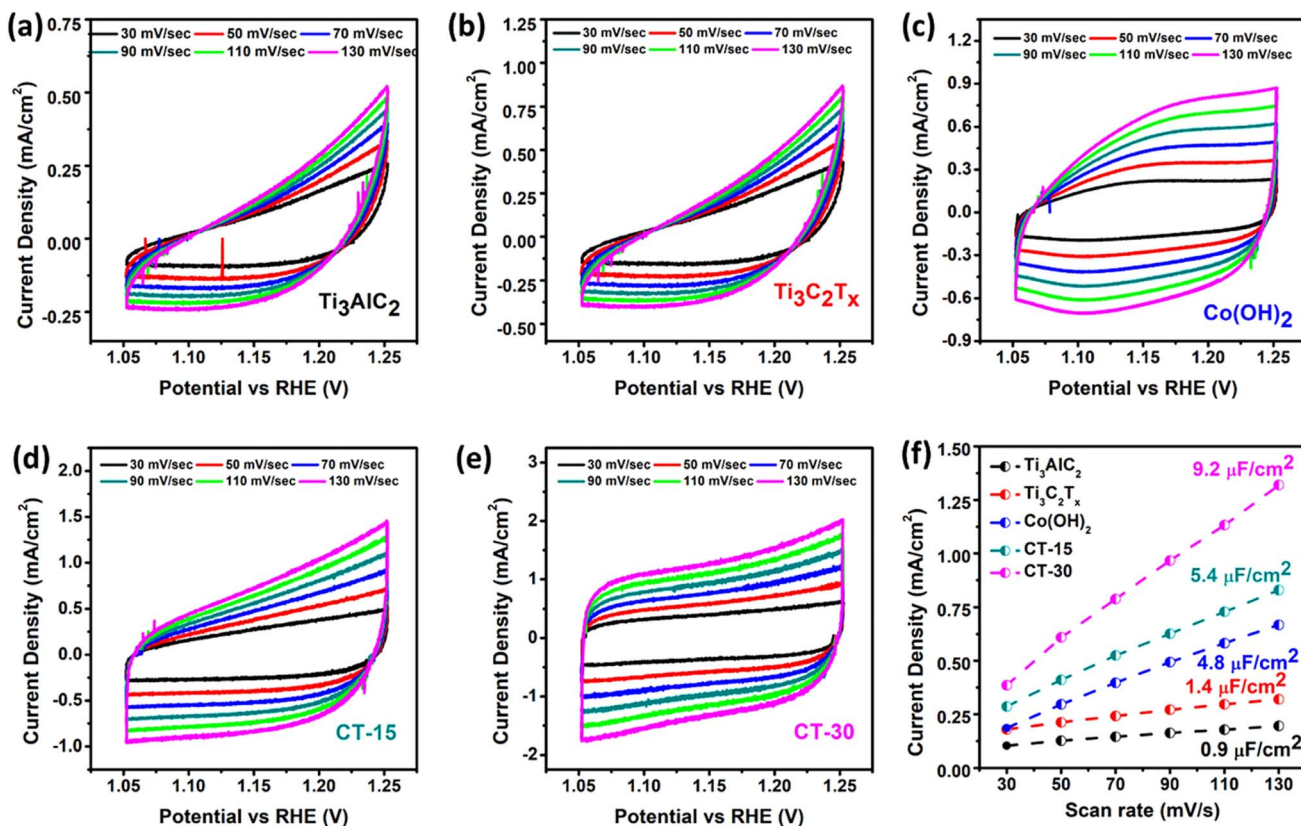 (a)
30 mV/sec 50 mV/sec 70 mV/sec
90 mV/sec 110 mV/sec 130 mV/sec
0.75
0.50
0.25
0.00
-0.25
Current Density (mA/cm²)
Ti₃AlC₂
1.05 1.10 1.15 1.20 1.25
Potential vs RHE (V)
(b)
30 mV/sec 50 mV/sec 70 mV/sec
90 mV/sec 110 mV/sec 130 mV/sec
1.25
1.00
0.75
0.50
0.25
0.00
-0.25
-0.50
Current Density (mA/cm²)
Ti₃C₂Tₓ
1.05 1.10 1.15 1.20 1.25
Potential vs RHE (V)
(c)
30 mV/sec 50 mV/sec 70 mV/sec
90 mV/sec 110 mV/sec 130 mV/sec
1.2
0.9
0.6
0.3
0.0
-0.3
-0.6
-0.9
Current Density (mA/cm²)
Co(OH)₂
1.05 1.10 1.15 1.20 1.25
Potential vs RHE (V)
(d)
30 mV/sec 50 mV/sec 70 mV/sec
90 mV/sec 110 mV/sec 130 mV/sec
2.0
1.5
1.0
0.5
0.0
-0.5
-1.0
Current Density (mA/cm²)
CT-15
1.05 1.10 1.15 1.20 1.25
Potential vs RHE (V)
(e)
30 mV/sec 50 mV/sec 70 mV/sec
90 mV/sec 110 mV/sec 130 mV/sec
3
2
1
0
-1
-2
Current Density (mA/cm²)
CT-30
1.05 1.10 1.15 1.20 1.25
Potential vs RHE (V)
(f)
1.50
1.25
1.00
0.75
0.50
0.25
0.00
Current Density (mA/cm²)
Ti₃AlC₂
Ti₃C₂Tₓ
Co(OH)₂
CT-15
CT-30
9.2 µF/cm²
5.4 µF/cm²
4.8 µF/cm²
1.4 µF/cm²
0.9 µF/cm²
30 50 70 90 110 130
Scan rate (mV/s)